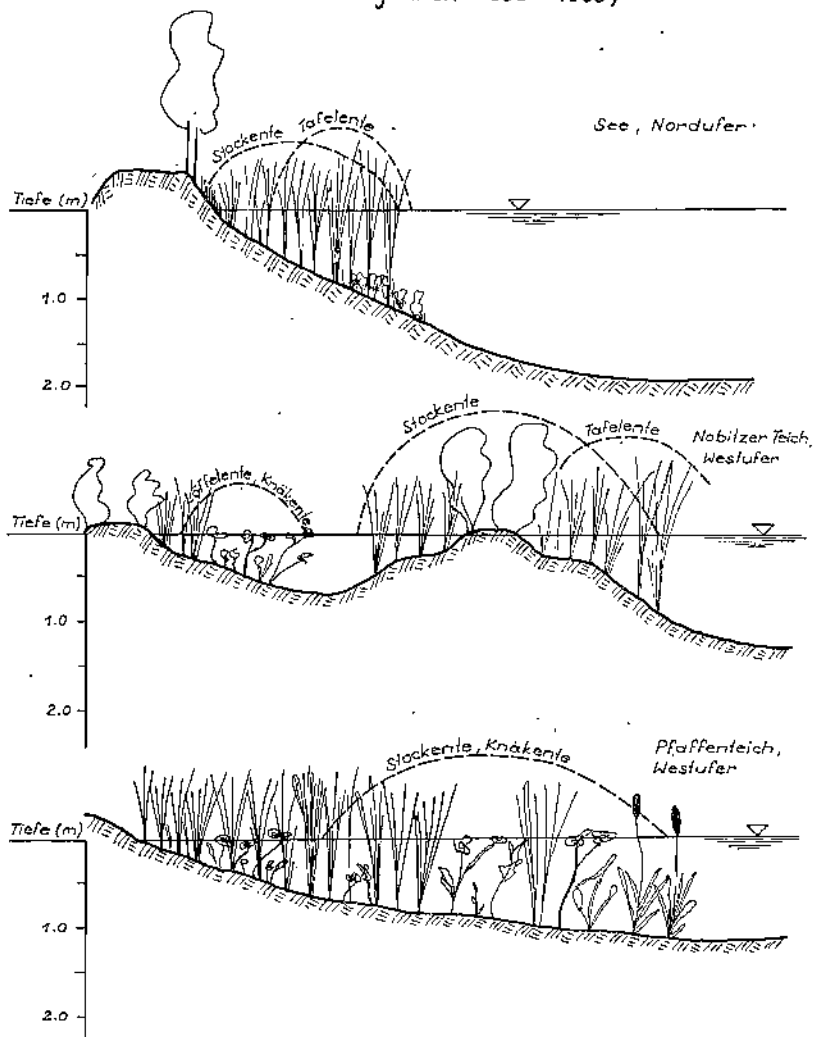 See, Nordufer
Stockente
Tafelente
Tiefe (m)
1.0
2.0
Stockente
Tafelente
Nobitzer Teich,
Westufer
Löffelente, Knäkente
Tiefe (m)
1.0
2.0
Stockente, Knäkente
Pfaffenteich,
Westufer
Tiefe (m)
1.0
2.0